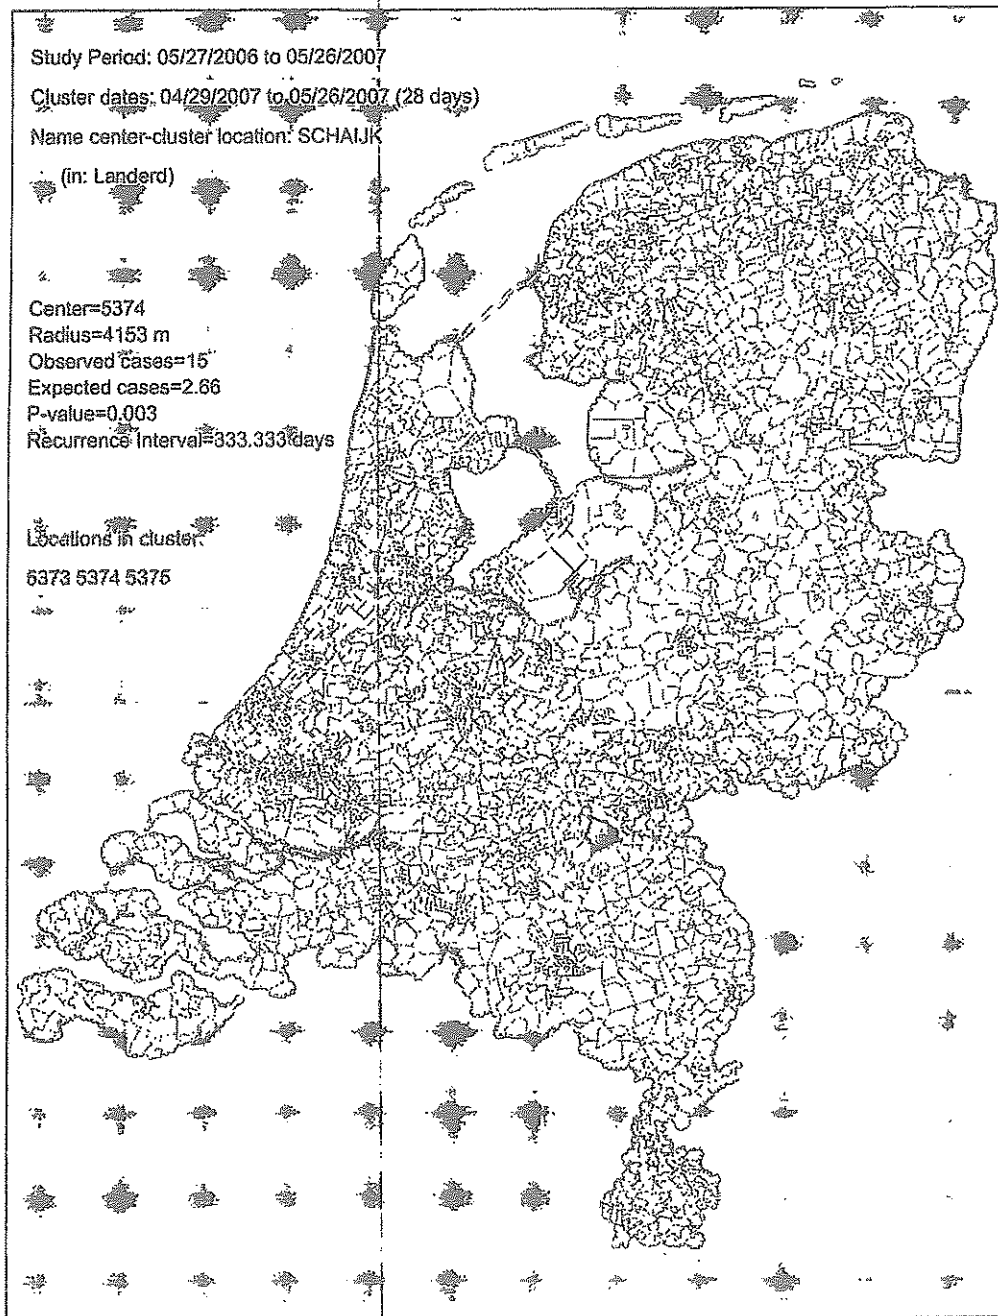 Study Period: 05/27/2006 to 05/26/2007
Cluster dates: 04/29/2007 to 05/26/2007 (28 days)
Name center-cluster location: SCHAIJK
(in: Landerd)
Center=5374
Radius=4153 m
Observed cases=15
Expected cases=2.66
P-value=0.003
Recurrence Interval=333.333 days
Locations in cluster:
5373 5374 5375